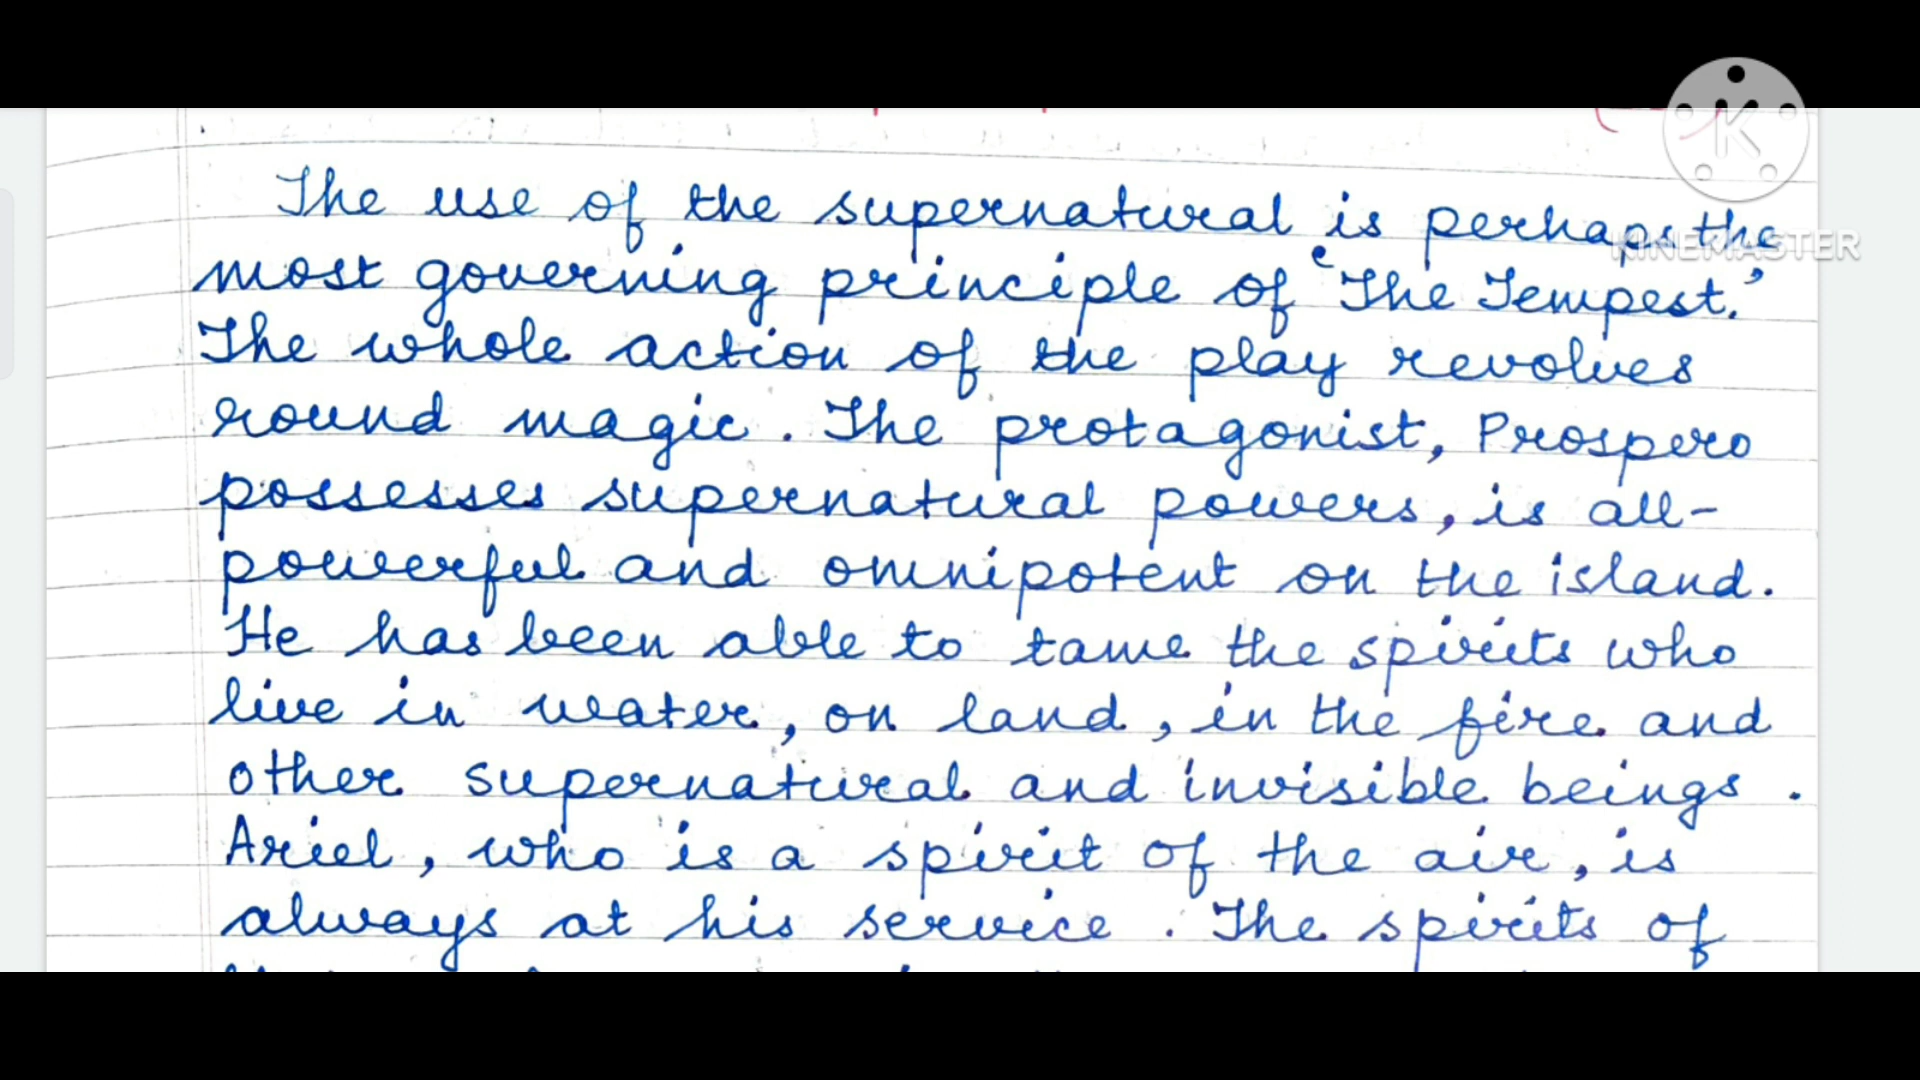 The use of the supernatural is perhaps the
most governing principle of 'The Tempest.'
The whole action of the play revolves
round magic. The protagonist, Prospero
possesses supernatural powers, is all-
powerful and omnipotent on the island.
He has been able to tame the spirits who
live in water, on land, in the fire and
other supernatural and invisible beings.
Ariel, who is a spirit of the air, is
always at his service. The spirits of
K
KINEMASTER